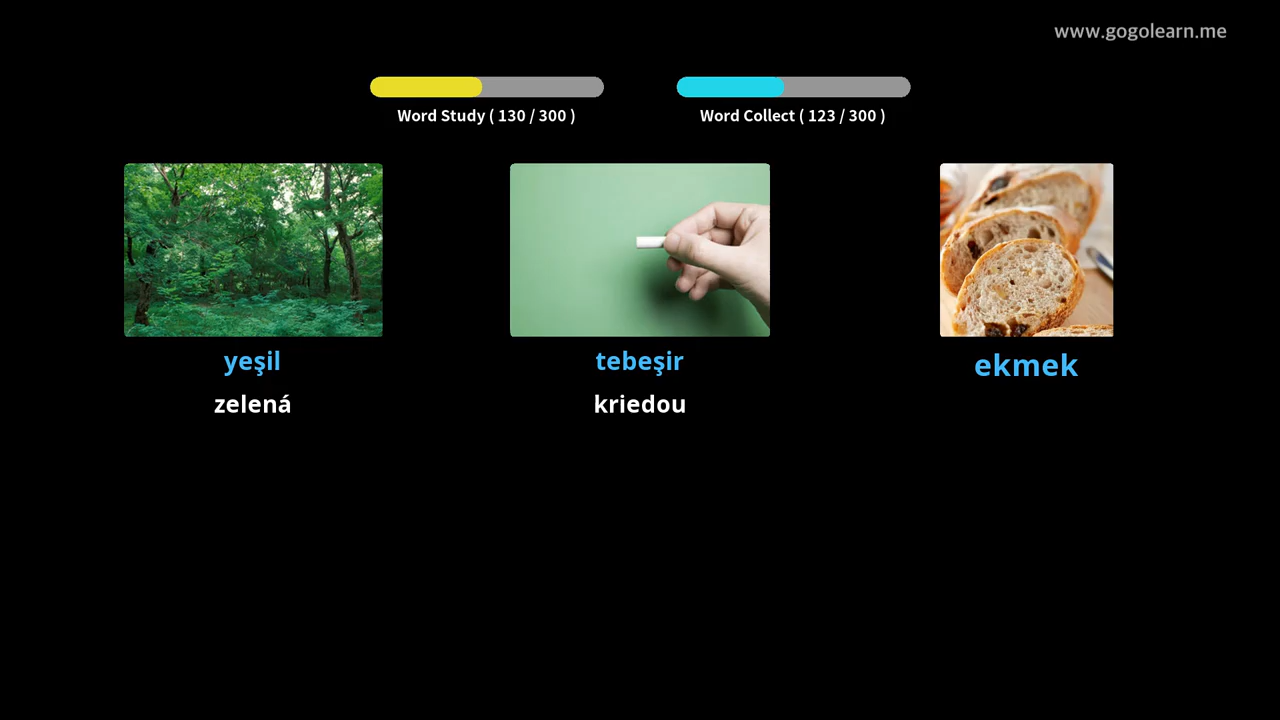 www.gogolearn.me
Word Study ( 130 / 300 )
Word Collect ( 123 / 300 )
yeşil
tebeşir
ekmek
zelená
kriedou